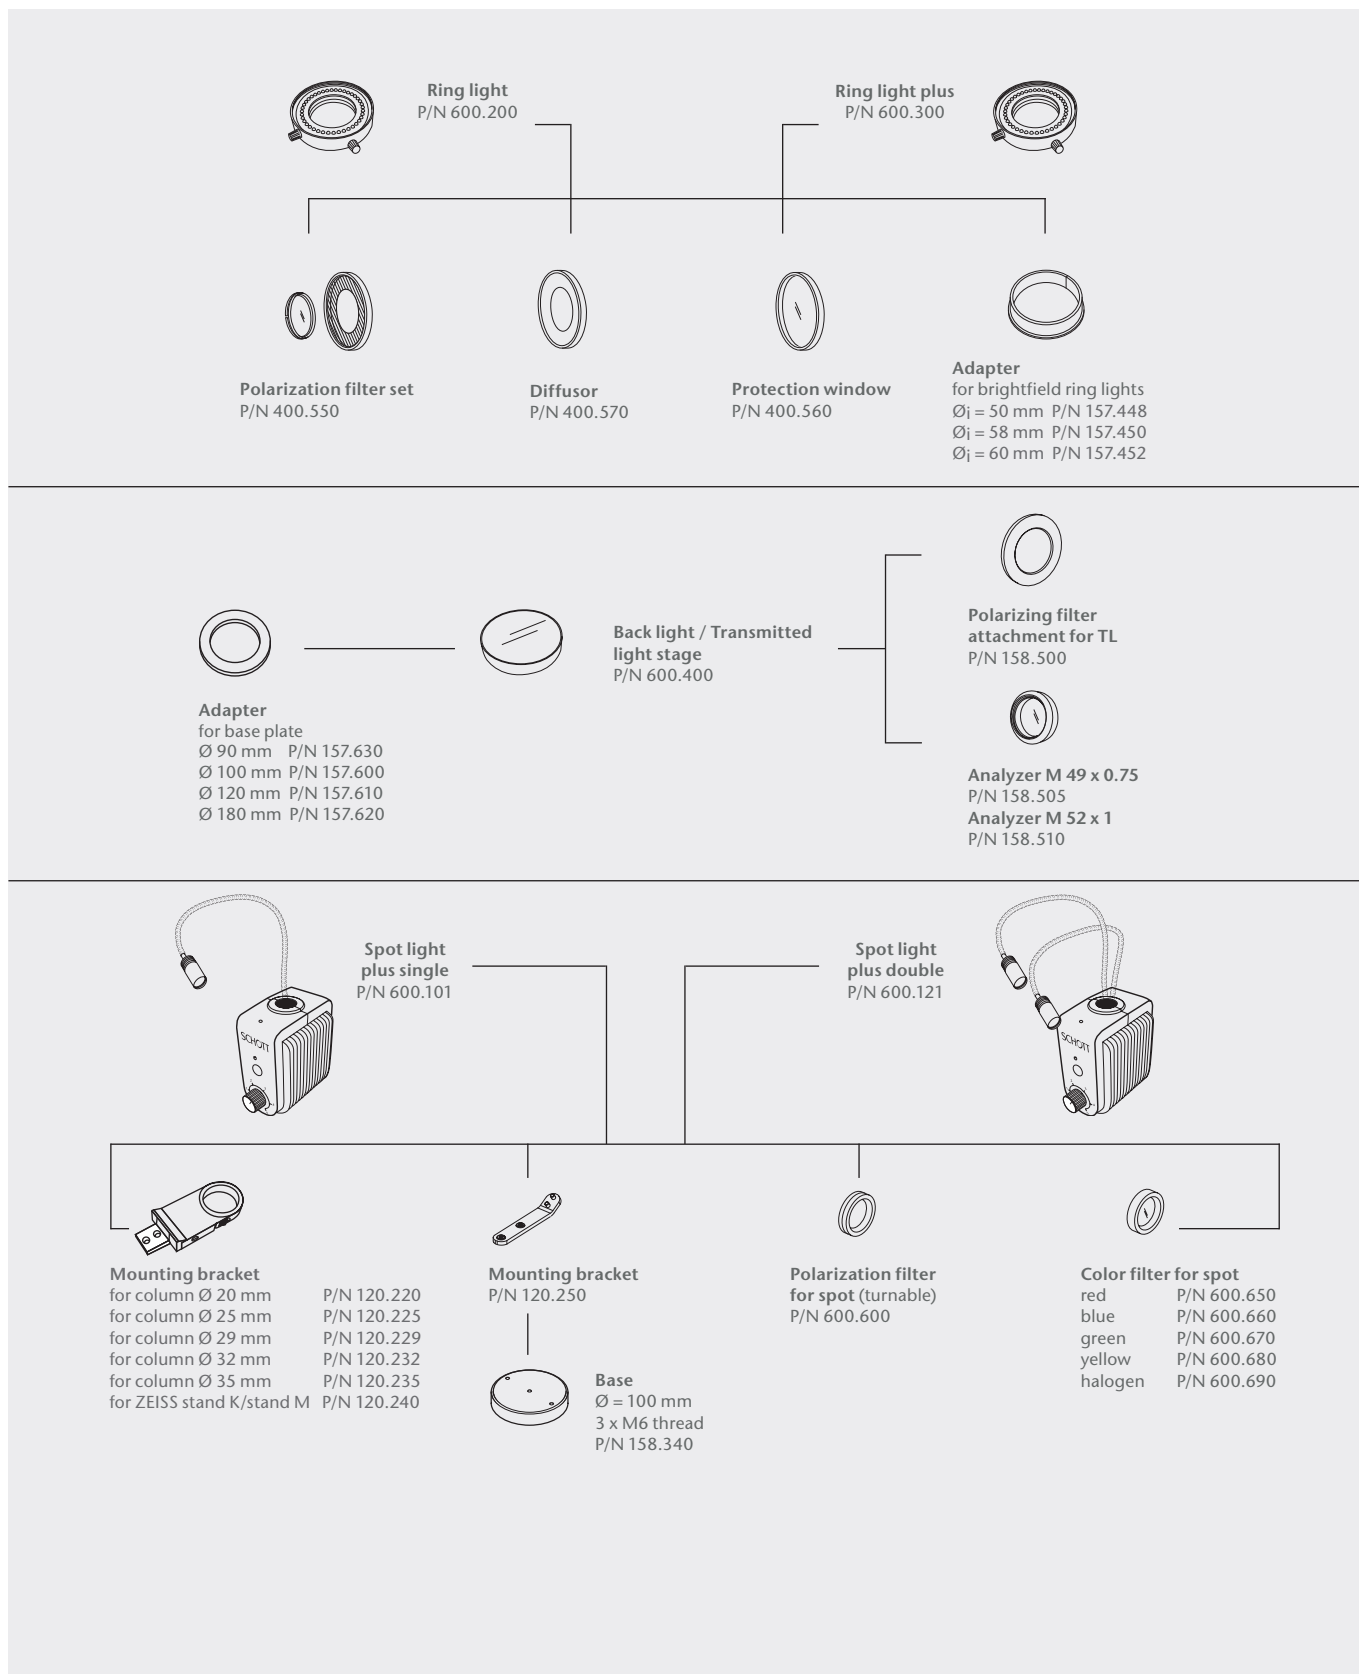 Ring light
P/N 600.200
Ring light plus
P/N 600.300
Polarization filter set
P/N 400.550
Diffusor
P/N 400.570
Protection window
P/N 400.560
Adapter
for brightfield ring lights
Øi = 50 mm P/N 157.448
Øi = 58 mm P/N 157.450
Øi = 60 mm P/N 157.452
Adapter
for base plate
Ø 90 mm P/N 157.630
Ø 100 mm P/N 157.600
Ø 120 mm P/N 157.610
Ø 180 mm P/N 157.620
Back light / Transmitted
light stage
P/N 600.400
Polarizing filter
attachment for TL
P/N 158.500
Analyzer M 49 x 0.75
P/N 158.505
Analyzer M 52 x 1
P/N 158.510
Spot light
plus single
P/N 600.101
SCHOTT
Spot light
plus double
P/N 600.121
SCHOTT
Mounting bracket
for column Ø 20 mm P/N 120.220
for column Ø 25 mm P/N 120.225
for column Ø 29 mm P/N 120.229
for column Ø 32 mm P/N 120.232
for column Ø 35 mm P/N 120.235
for ZEISS stand K/stand M P/N 120.240
Mounting bracket
P/N 120.250
Base
Ø = 100 mm
3 x M6 thread
P/N 158.340
Polarization filter
for spot (turnable)
P/N 600.600
Color filter for spot
red P/N 600.650
blue P/N 600.660
green P/N 600.670
yellow P/N 600.680
halogen P/N 600.690